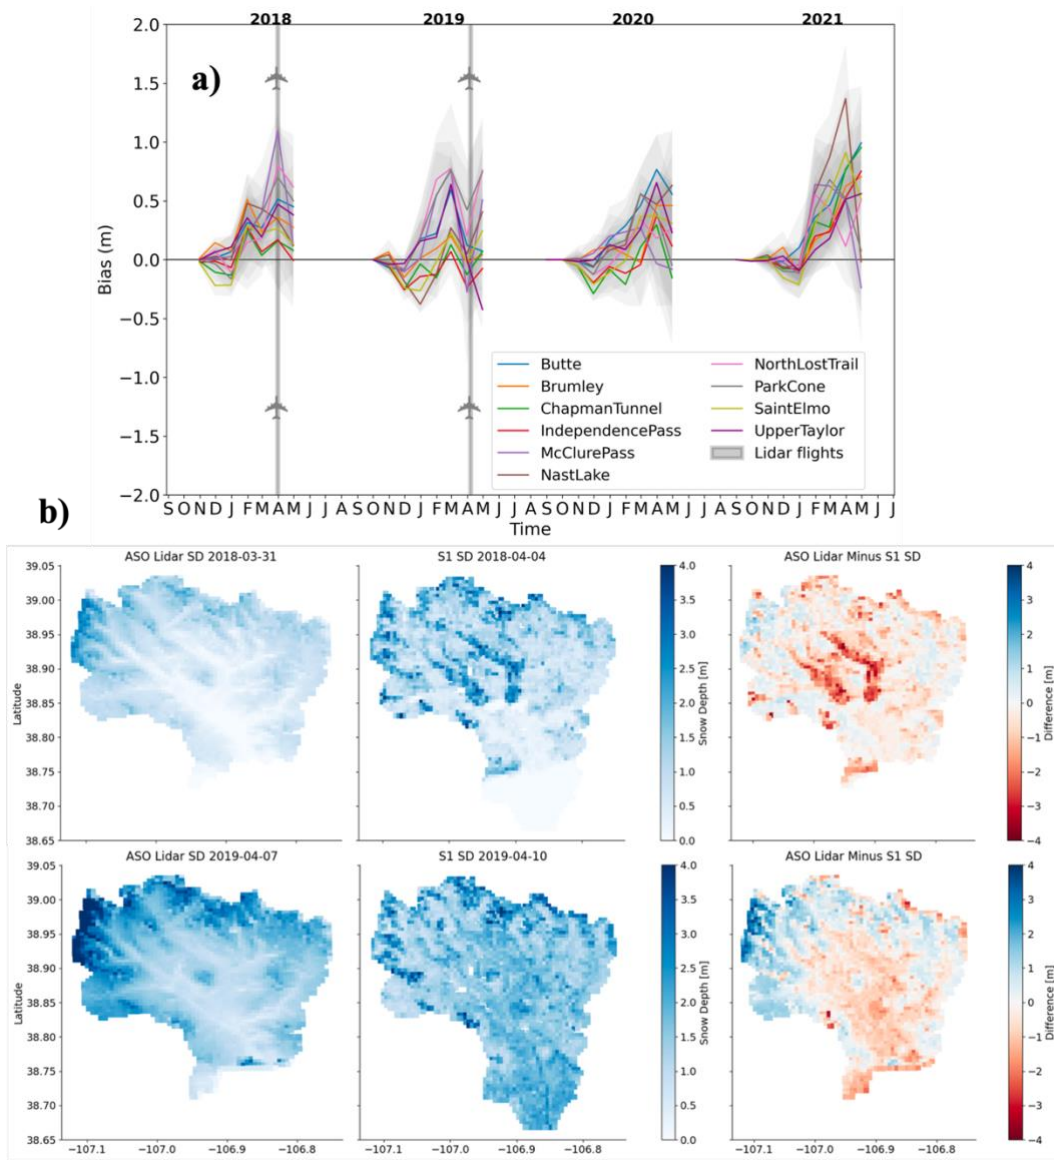 2018 2019 2020 2021
a)
2.0
1.5
1.0
0.5
0.0
−0.5
−1.0
−1.5
−2.0
Bias (m)
Butte
Brumley
ChapmanTunnel
IndependencePass
McClurePass
NastLake
NorthLostTrail
ParkCone
SaintElmo
UpperTaylor
Lidar flights
S O N D J F M A M J J A S O N D J F M A M J J A S O N D J F M A M J J A S O N D J F M A M J J
Time
b)
ASO Lidar SD 2018-03-31 S1 SD 2018-04-04 ASO Lidar Minus S1 SD
39.05
39.00
38.95
38.90
38.85
38.80
38.75
38.70
38.65
Latitude
4.0
3.5
3.0
2.5
2.0
1.5
1.0
0.5
0.0
Snow Depth [m]
4
3
2
1
0
−1
−2
−3
−4
Difference [m]
ASO Lidar SD 2019-04-07 S1 SD 2019-04-10 ASO Lidar Minus S1 SD
39.05
39.00
38.95
38.90
38.85
38.80
38.75
38.70
38.65
Latitude
4.0
3.5
3.0
2.5
2.0
1.5
1.0
0.5
0.0
Snow Depth [m]
4
3
2
1
0
−1
−2
−3
−4
Difference [m]
−107.1 −107.0 −106.9 −106.8 −107.1 −107.0 −106.9 −106.8 −107.1 −107.0 −106.9 −106.8